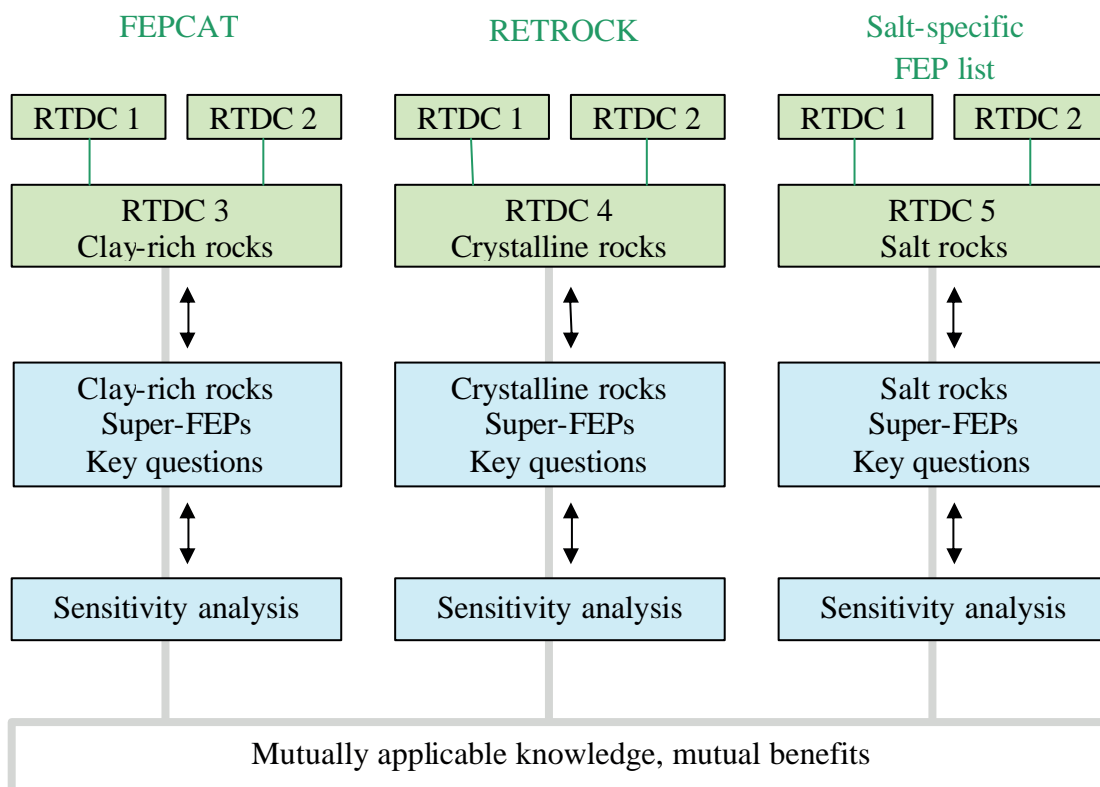 FEPCAT
RETROCK
Salt-specific
FEP list
RTDC 1
RTDC 2
RTDC 1
RTDC 2
RTDC 1
RTDC 2
RTDC 3
Clay-rich rocks
RTDC 4
Crystalline rocks
RTDC 5
Salt rocks
Clay-rich rocks
Super-FEPs
Key questions
Crystalline rocks
Super-FEPs
Key questions
Salt rocks
Super-FEPs
Key questions
Sensitivity analysis
Sensitivity analysis
Sensitivity analysis
Mutually applicable knowledge, mutual benefits